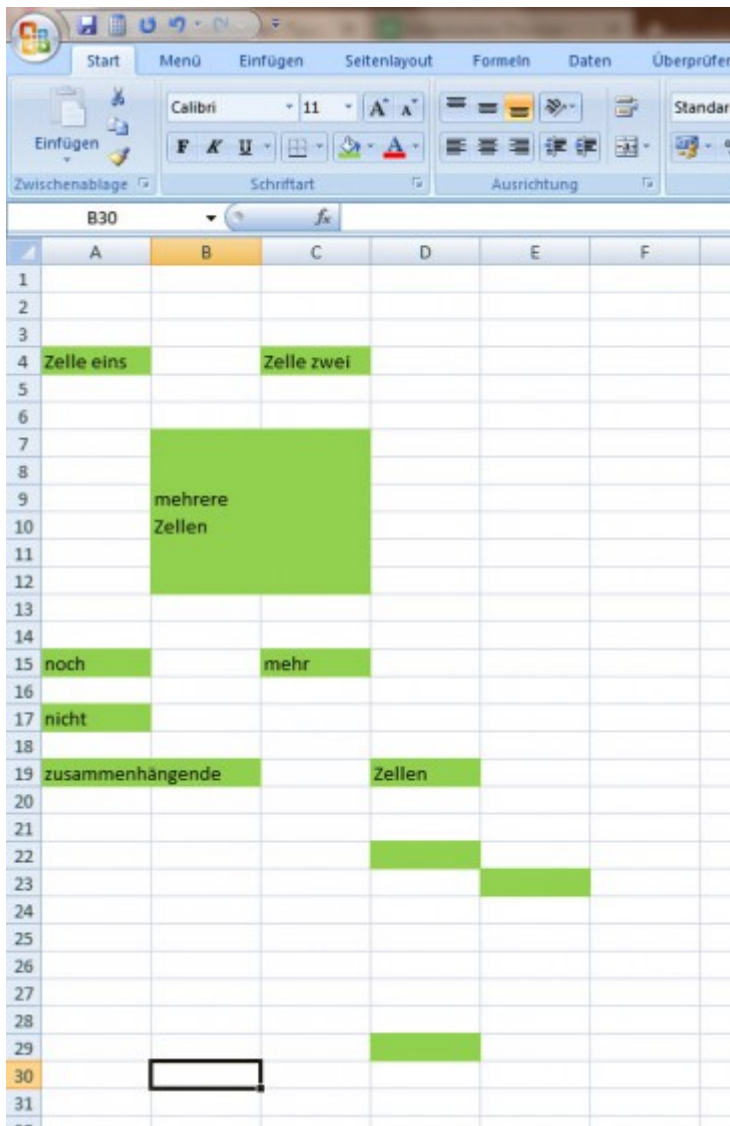 Start Menü Einfügen Seitenlayout Formeln Daten Überprüfen
Calibri 11 A A Standar
Einfügen
F K U A
Zwischenablage Schriftart Ausrichtung
B30 fx
A B C D E F
1
2
3
4 Zelle eins Zelle zwei
5
6
7
8
9 mehrere
10 Zellen
11
12
13
14
15 noch mehr
16
17 nicht
18
19 zusammenhängende Zellen
20
21
22
23
24
25
26
27
28
29
30
31